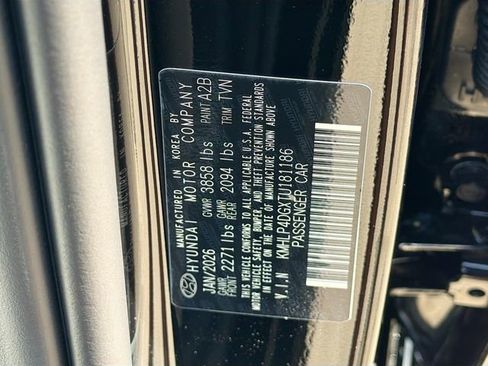 MANUFACTURED IN KOREA BY
HYUNDAI MOTOR COMPANY
JAN/2026 GVWR 3858 lbs PAINT A2B
GAWR FRONT 2271 lbs GAWR REAR 2094 lbs TRIM TVN
THIS VEHICLE CONFORMS TO ALL APPLICABLE U.S.A. FEDERAL
MOTOR VEHICLE SAFETY, BUMPER, AND THEFT PREVENTION STANDARDS
IN EFFECT ON THE DATE OF MANUFACTURE SHOWN ABOVE.
V.I.N KMHLP4DGXTU181186
PASSENGER CAR